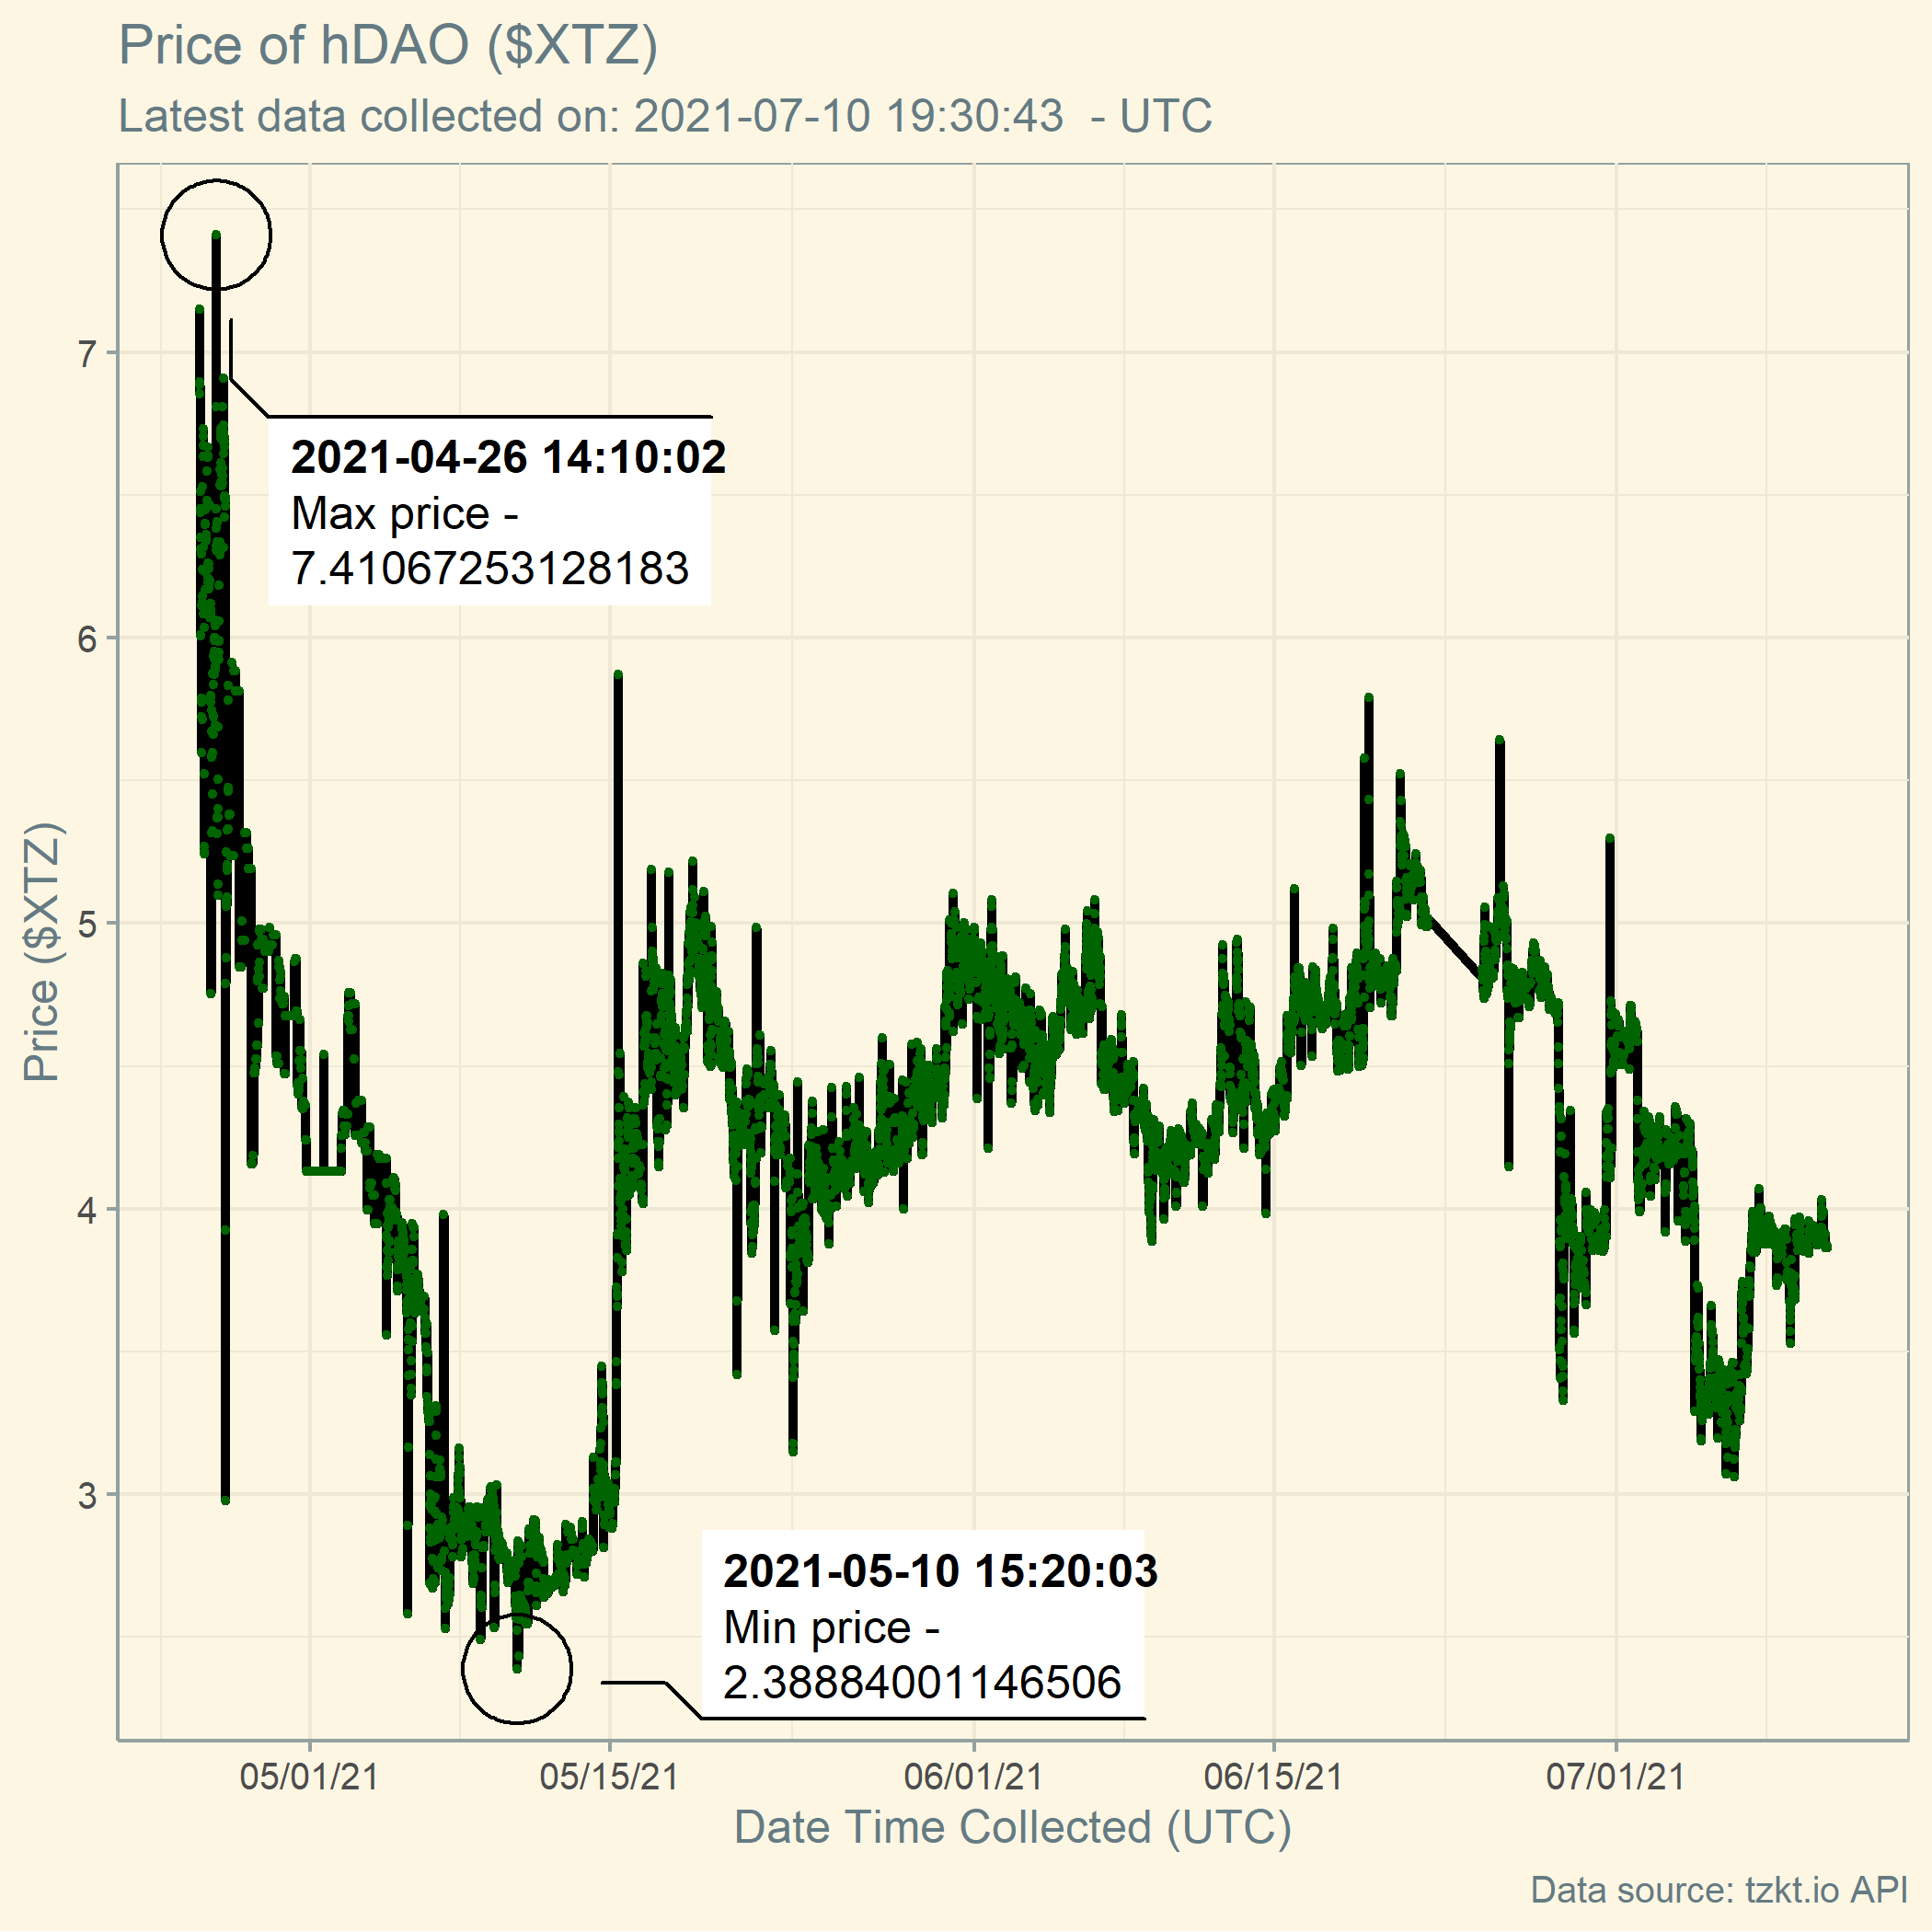 Price of hDAO ($XTZ)
Latest data collected on: 2021-07-10 19:30:43  - UTC
7
6
5
4
3
Price ($XTZ)
2021-04-26 14:10:02
Max price -
7.41067253128183
2021-05-10 15:20:03
Min price -
2.38884001146506
05/01/21 05/15/21 06/01/21 06/15/21 07/01/21
Date Time Collected (UTC)
Data source: tzkt.io API